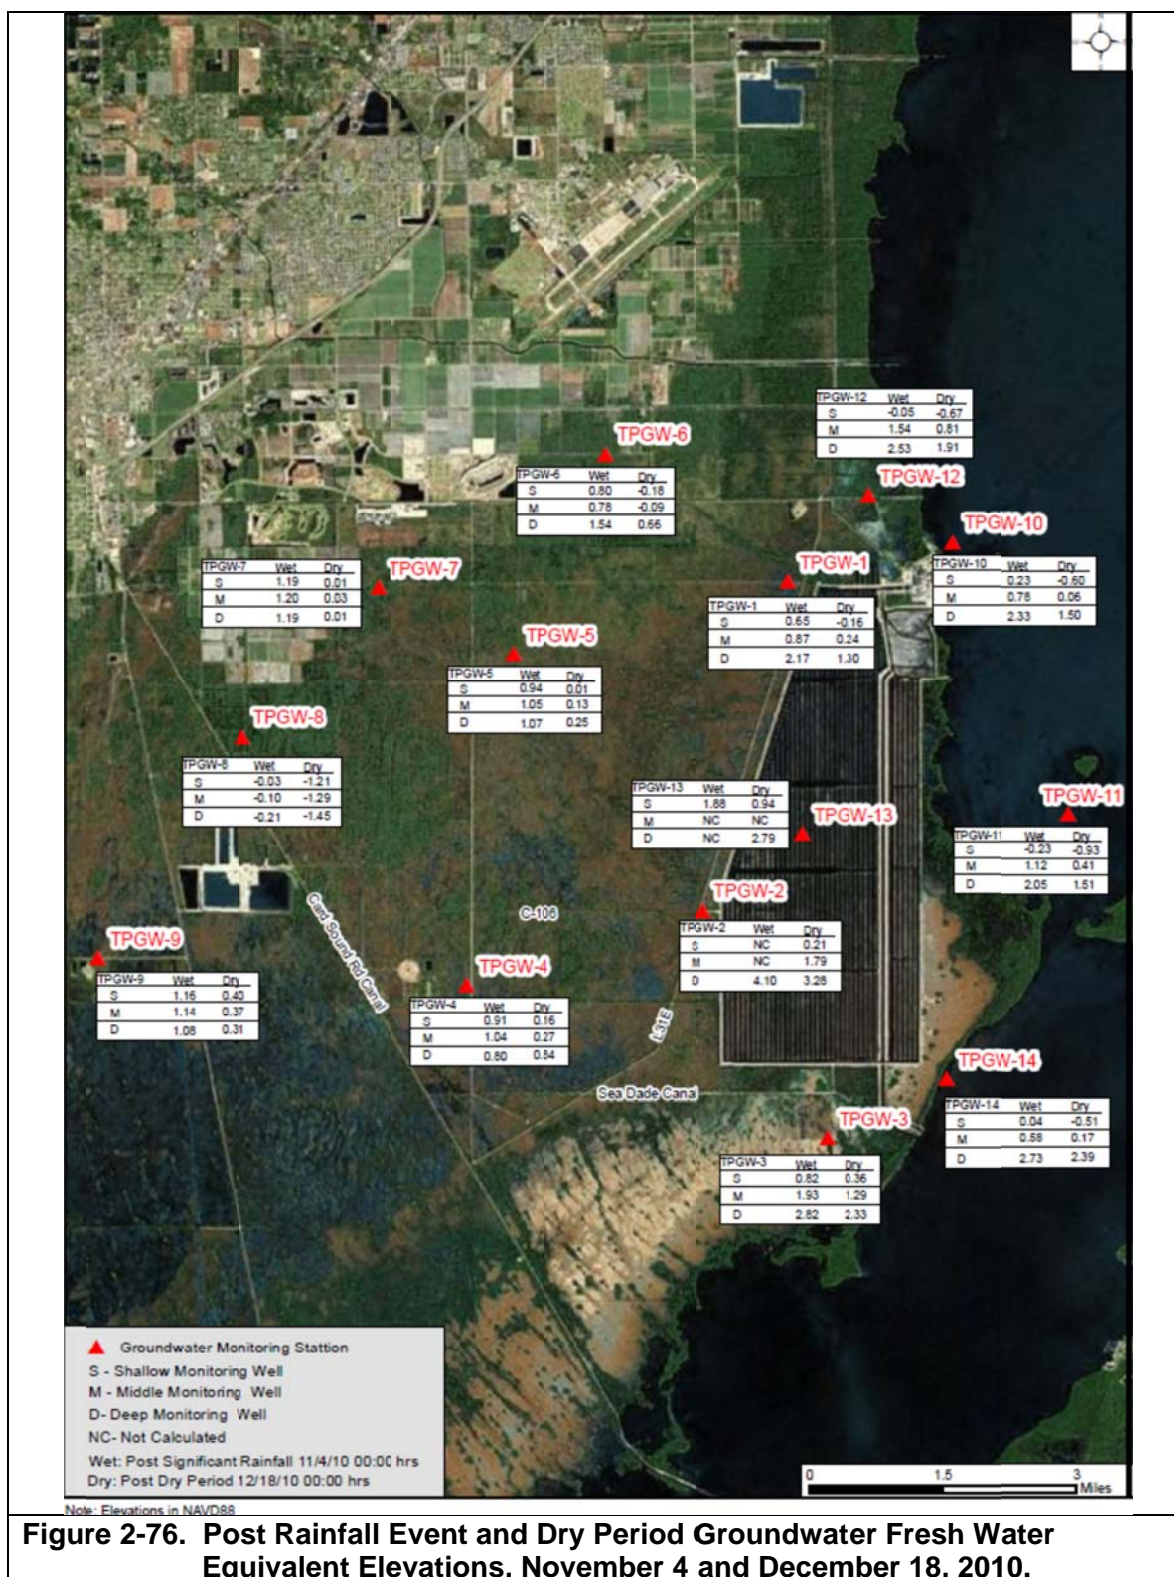 TPGW-12 Wet Dry
S -0.05 -0.67
M 1.54 0.81
D 2.53 1.91
TPGW-6
TPGW-6 Wet Dry
S 0.80 -0.18
M 0.78 -0.09
D 1.54 0.66
TPGW-12
TPGW-10
TPGW-10 Wet Dry
S 0.23 -0.60
M 0.78 0.06
D 2.33 1.50
TPGW-7 Wet Dry
S 1.19 0.01
M 1.20 0.03
D 1.19 0.01
TPGW-7
TPGW-1
TPGW-1 Wet Dry
S 0.65 -0.16
M 0.87 0.24
D 2.17 1.30
TPGW-5
TPGW-5 Wet Dry
S 0.94 0.01
M 1.05 0.13
D 1.07 0.25
TPGW-8
TPGW-8 Wet Dry
S -0.03 -1.21
M -0.10 -1.29
D -0.21 -1.45
TPGW-13 Wet Dry
S 1.88 0.94
M NC NC
D NC 2.79
TPGW-13
TPGW-11
TPGW-11 Wet Dry
S -0.23 -0.93
M 1.12 0.41
D 2.05 1.51
TPGW-2
TPGW-2 Wet Dry
S NC 0.21
M NC 1.79
D 4.10 3.28
C-106
Card Sound Rd Canal
TPGW-9
TPGW-9 Wet Dry
S 1.16 0.40
M 1.14 0.37
D 1.08 0.31
TPGW-4
TPGW-4 Wet Dry
S 0.91 0.16
M 1.04 0.27
D 0.80 0.84
L31E
Sea Dade Canal
TPGW-14
TPGW-14 Wet Dry
S 0.04 -0.51
M 0.58 0.17
D 2.73 2.39
TPGW-3
TPGW-3 Wet Dry
S 0.82 0.36
M 1.93 1.29
D 2.82 2.33
Groundwater Monitoring Sttation
S - Shallow Monitoring Well
M - Middle Monitoring Well
D- Deep Monitoring Well
NC- Not Calculated
Wet: Post Significant Rainfall 11/4/10 00:00 hrs
Dry: Post Dry Period 12/18/10 00:00 hrs
0 1.5 3
Miles
Note: Elevations in NAVD88
Figure 2-76. Post Rainfall Event and Dry Period Groundwater Fresh Water
Equivalent Elevations, November 4 and December 18, 2010.